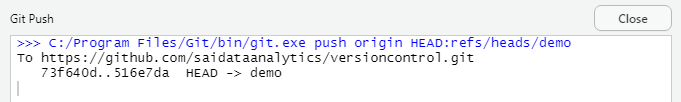 Git Push
Close
>>> C:/Program Files/Git/bin/git.exe push origin HEAD:refs/heads/demo
To https://github.com/saidataanalytics/versioncontrol.git
   73f640d..516e7da  HEAD -> demo